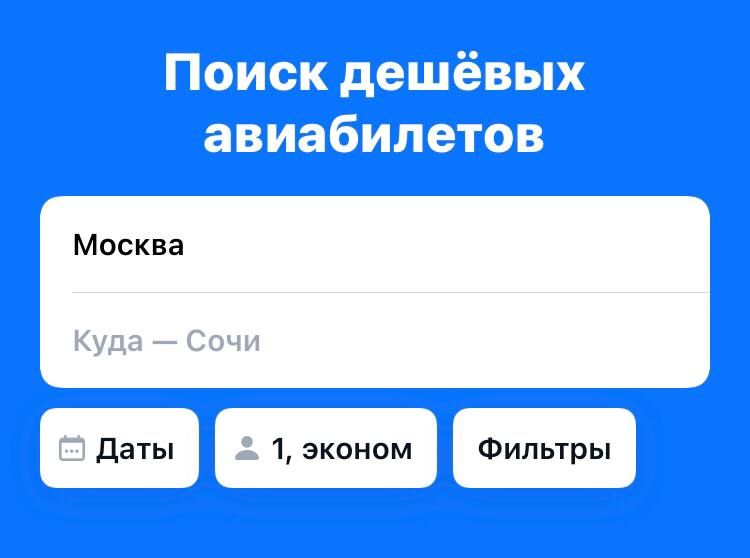 Поиск дешёвых
авиабилетов
Москва
Куда — Сочи
Даты
1, эконом
Фильтры